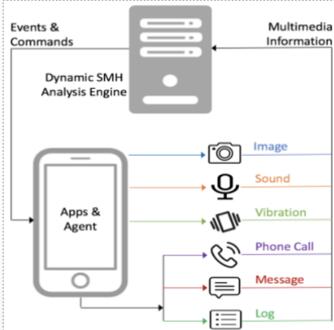 Events &
Commands
Multimedia
Information
Dynamic SMH
Analysis Engine
Apps &
Agent
Image
Sound
Vibration
Phone Call
Message
Log